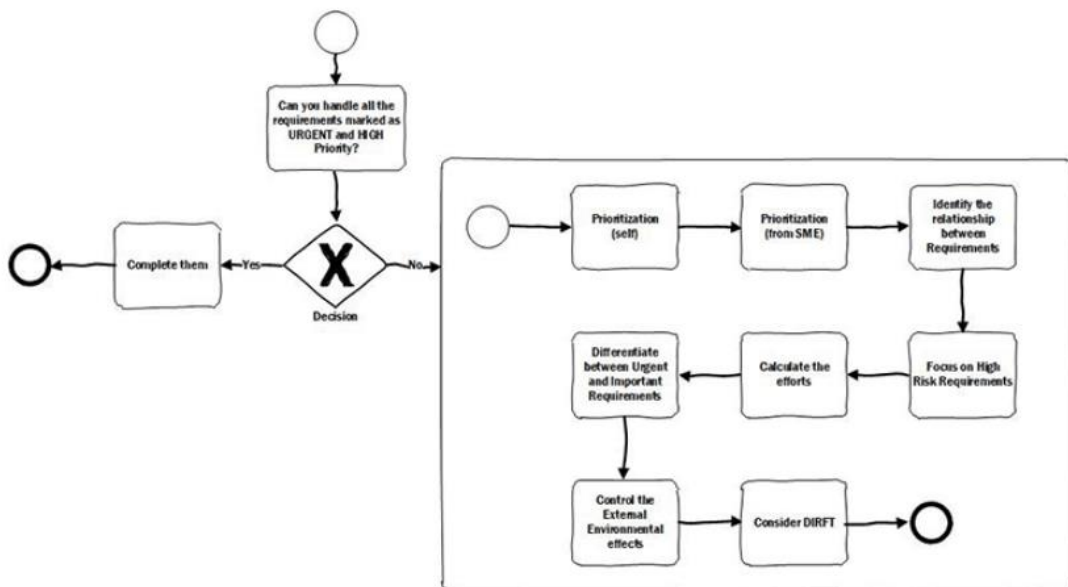 Can you handle all the
requirements marked as
URGENT and HIGH
Priority?
Complete them
Yes
Decision
No
Prioritization
(self)
Prioritization
(from SME)
Identify the
relationship
between
Requirements
Focus on High
Risk Requirements
Calculate the
efforts
Differentiate
between Urgent
and Important
Requirements
Control the
External
Environmental
effects
Consider DIRFT